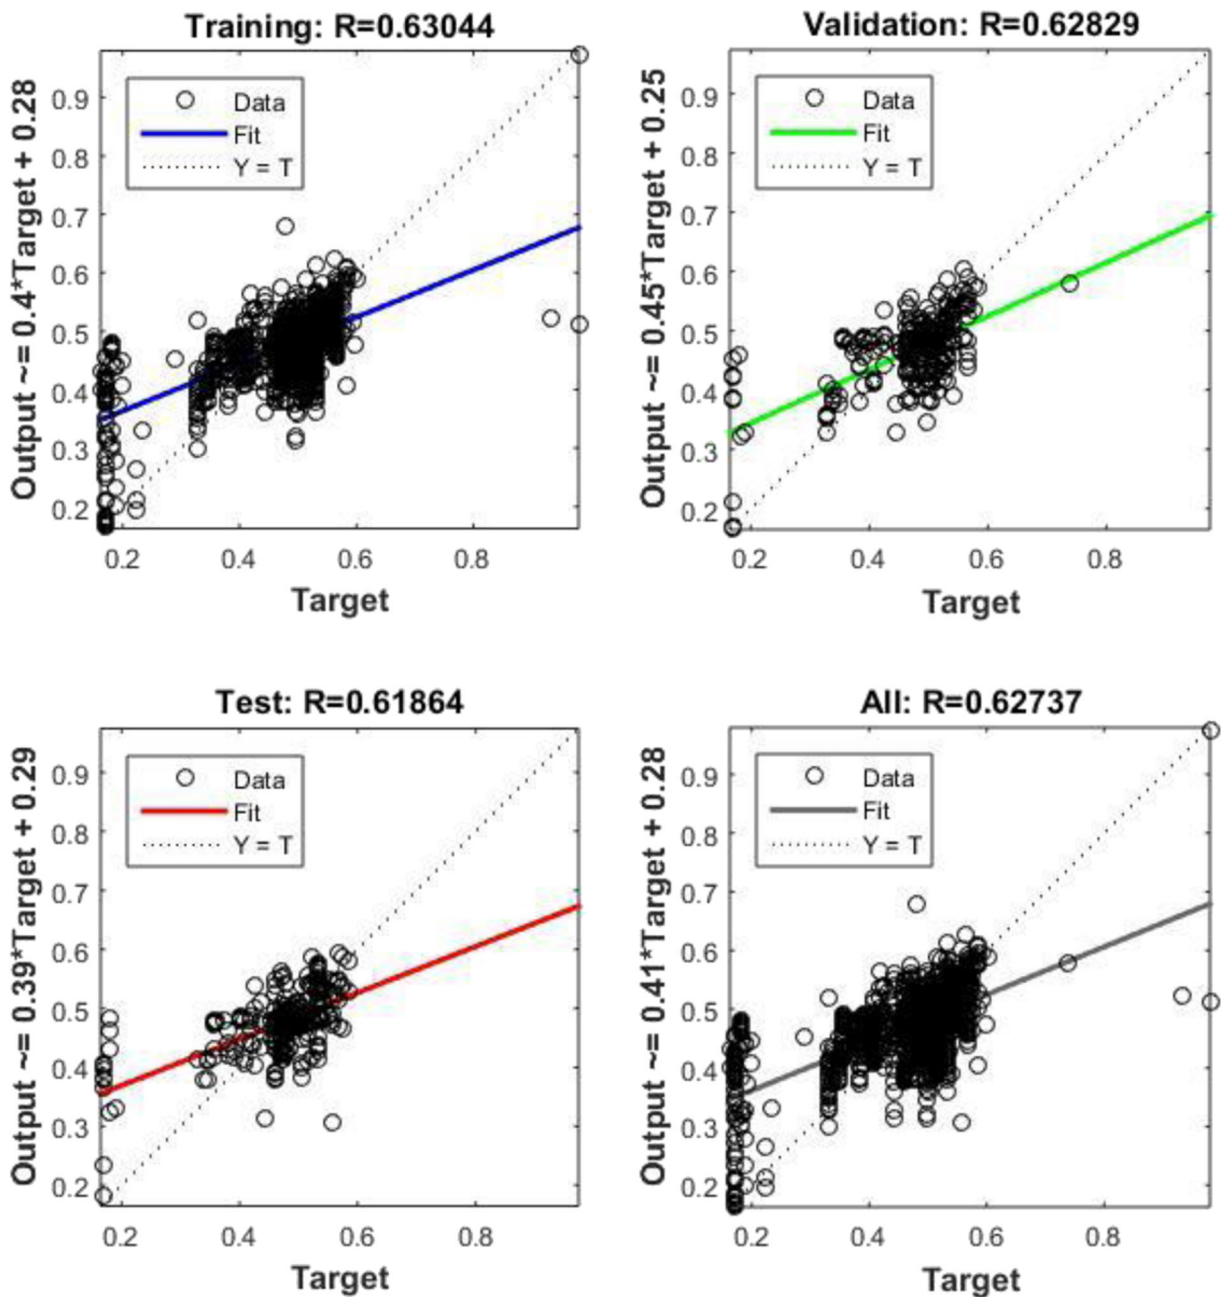 Training: R=0.63044
Output ~= 0.4*Target + 0.28
Data
Fit
Y = T
0.9
0.8
0.7
0.6
0.5
0.4
0.3
0.2
0.2 0.4 0.6 0.8
Target
Validation: R=0.62829
Output ~= 0.45*Target + 0.25
Data
Fit
Y = T
0.9
0.8
0.7
0.6
0.5
0.4
0.3
0.2
0.2 0.4 0.6 0.8
Target
Test: R=0.61864
Output ~= 0.39*Target + 0.29
Data
Fit
Y = T
0.9
0.8
0.7
0.6
0.5
0.4
0.3
0.2
0.2 0.4 0.6 0.8
Target
All: R=0.62737
Output ~= 0.41*Target + 0.28
Data
Fit
Y = T
0.9
0.8
0.7
0.6
0.5
0.4
0.3
0.2
0.2 0.4 0.6 0.8
Target